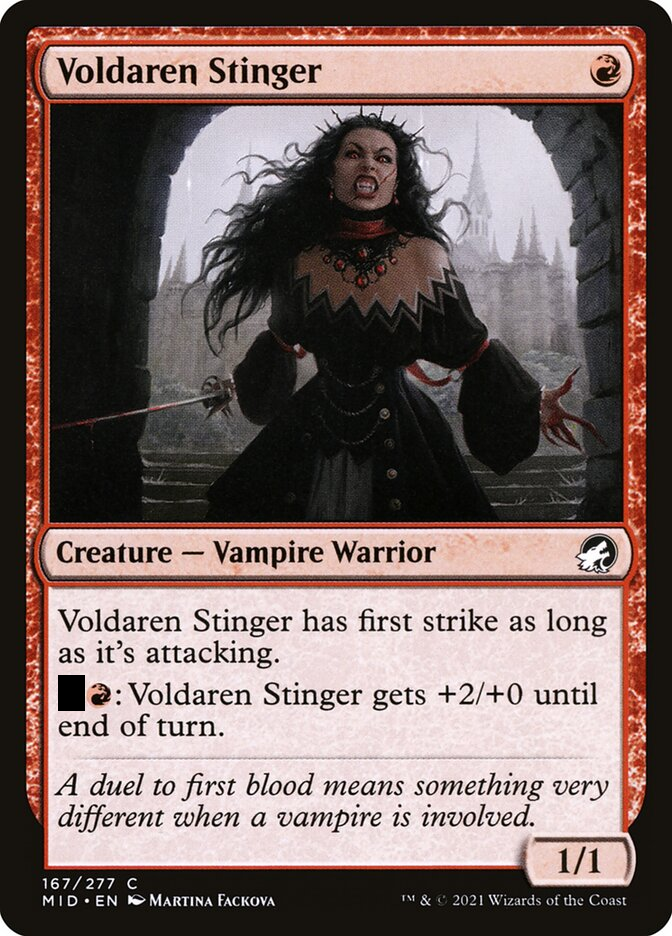 Voldaren Stinger
Creature — Vampire Warrior
Voldaren Stinger has first strike as long
as it's attacking.
: Voldaren Stinger gets +2/+0 until
end of turn.
A duel to first blood means something very
different when a vampire is involved.
1/1
167/277 C
MID • EN Martina Fackova
™ & © 2021 Wizards of the Coast